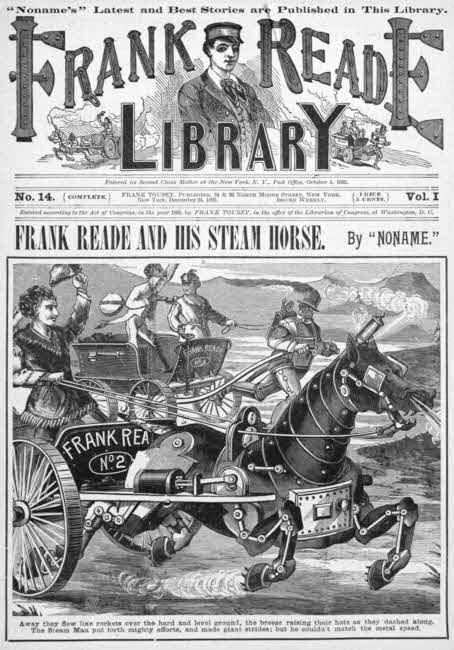 "Noname's" Latest and Best Stories are Published in This Library.
FRANK READE
LIBRARY
Entered as Second Class Matter at the New York, N. Y., Post Office, October 5, 1892.
No. 14. {COMPLETE.} FRANK TOUSEY, PUBLISHER, 34 & 36 NORTH MOORE STREET, NEW YORK. {PRICE Vol. I
New York, December 24, 1892. ISSUED WEEKLY. 5 CENTS.}
Entered according to the Act of Congress, in the year 1892, by FRANK TOUSEY, in the office of the Librarian of Congress, at Washington, D. C.
FRANK READE AND HIS STEAM HORSE. By "NONAME."
FRANK READE
FRANK REA
No 2
Away they flew like rockets over the hard and level ground, the breeze raising their hats as they dashed along.
The Steam Man put forth mighty efforts, and made giant strides; but he couldn't match the metal speed.